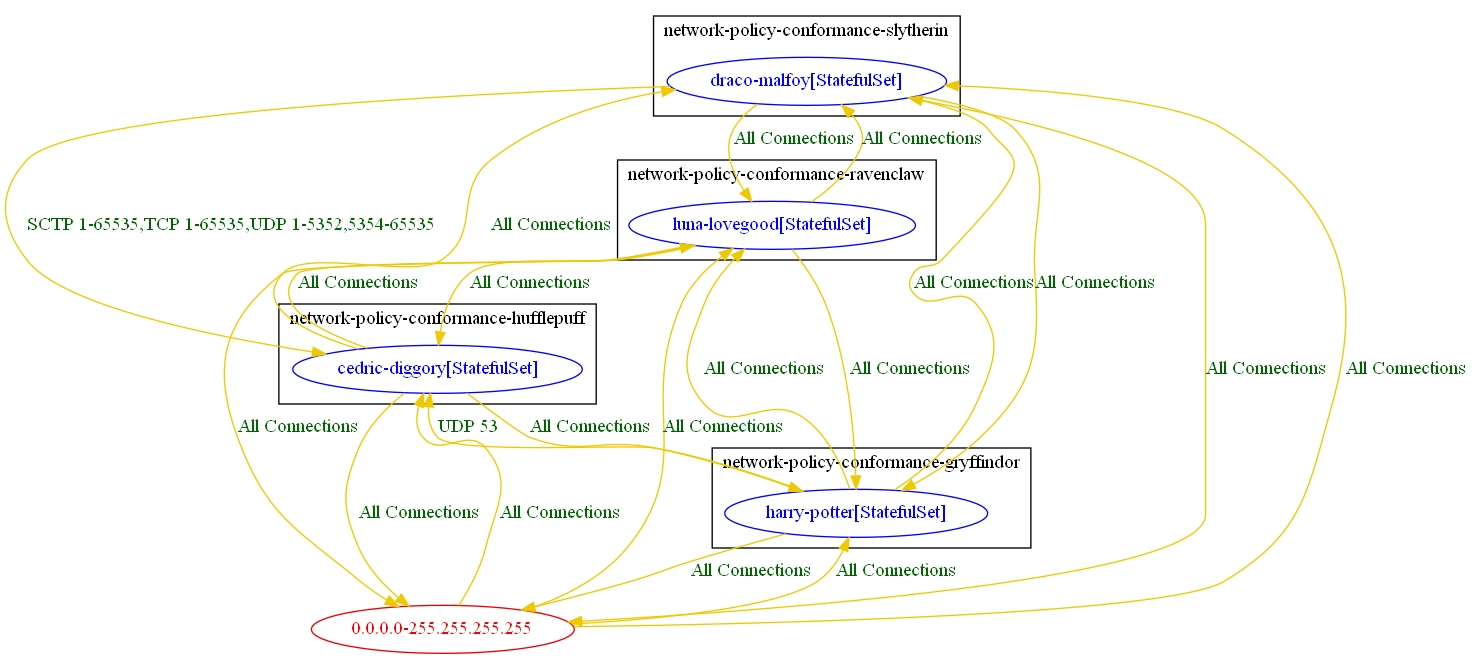 network-policy-conformance-slytherin
draco-malfoy[StatefulSet]
All Connections
All Connections
network-policy-conformance-ravenclaw
luna-lovegood[StatefulSet]
SCTP 1-65535,TCP 1-65535,UDP 1-5352,5354-65535
All Connections
All Connections
All Connections
All Connections
All Connections
network-policy-conformance-hufflepuff
cedric-diggory[StatefulSet]
All Connections
All Connections
All Connections
All Connections
All Connections
UDP 53
All Connections
All Connections
network-policy-conformance-gryffindor
harry-potter[StatefulSet]
All Connections
All Connections
All Connections
All Connections
0.0.0.0-255.255.255.255